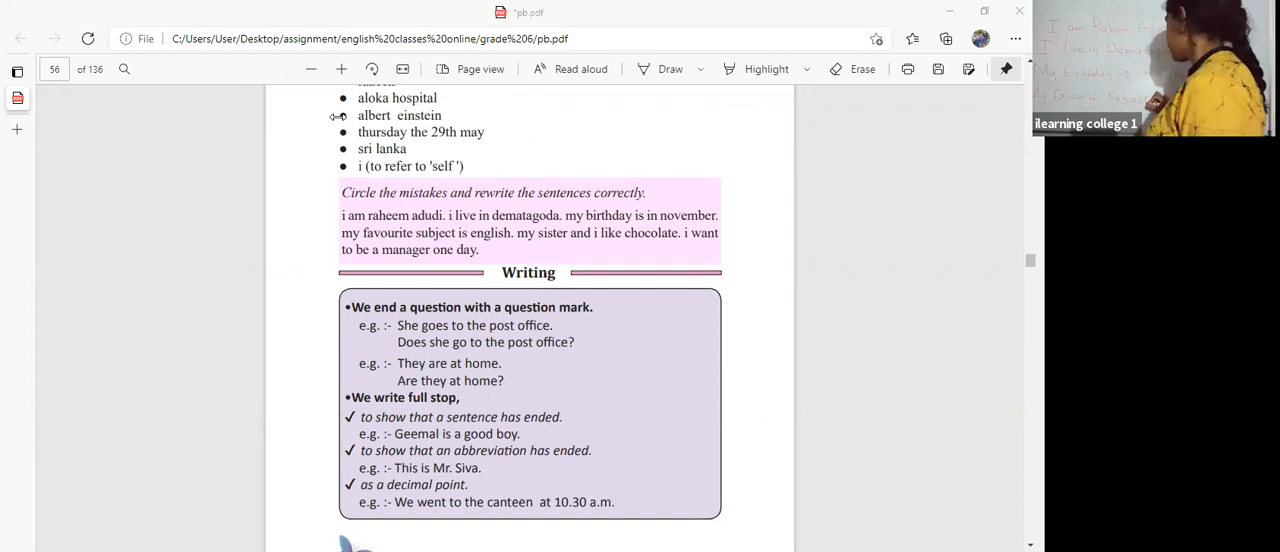 *pb.pdf
File C:/Users/User/Desktop/assignment/english%20classes%20online/grade%206/pb.pdf
56 of 136 Page view Read aloud Draw Highlight Erase
• aloka hospital
• albert einstein
• thursday the 29th may
• sri lanka
• i (to refer to 'self ')
Circle the mistakes and rewrite the sentences correctly.
i am raheem adudi. i live in dematagoda. my birthday is in november.
my favourite subject is english. my sister and i like chocolate. i want
to be a manager one day.
Writing
•We end a question with a question mark.
e.g. :- She goes to the post office.
Does she go to the post office?
e.g. :- They are at home.
Are they at home?
•We write full stop,
✓ to show that a sentence has ended.
e.g. :- Geemal is a good boy.
✓ to show that an abbreviation has ended.
e.g. :- This is Mr. Siva.
✓ as a decimal point.
e.g. :- We went to the canteen at 10.30 a.m.
I am Raheem
I live in
My birthday is
My favourite
ilearning college 1